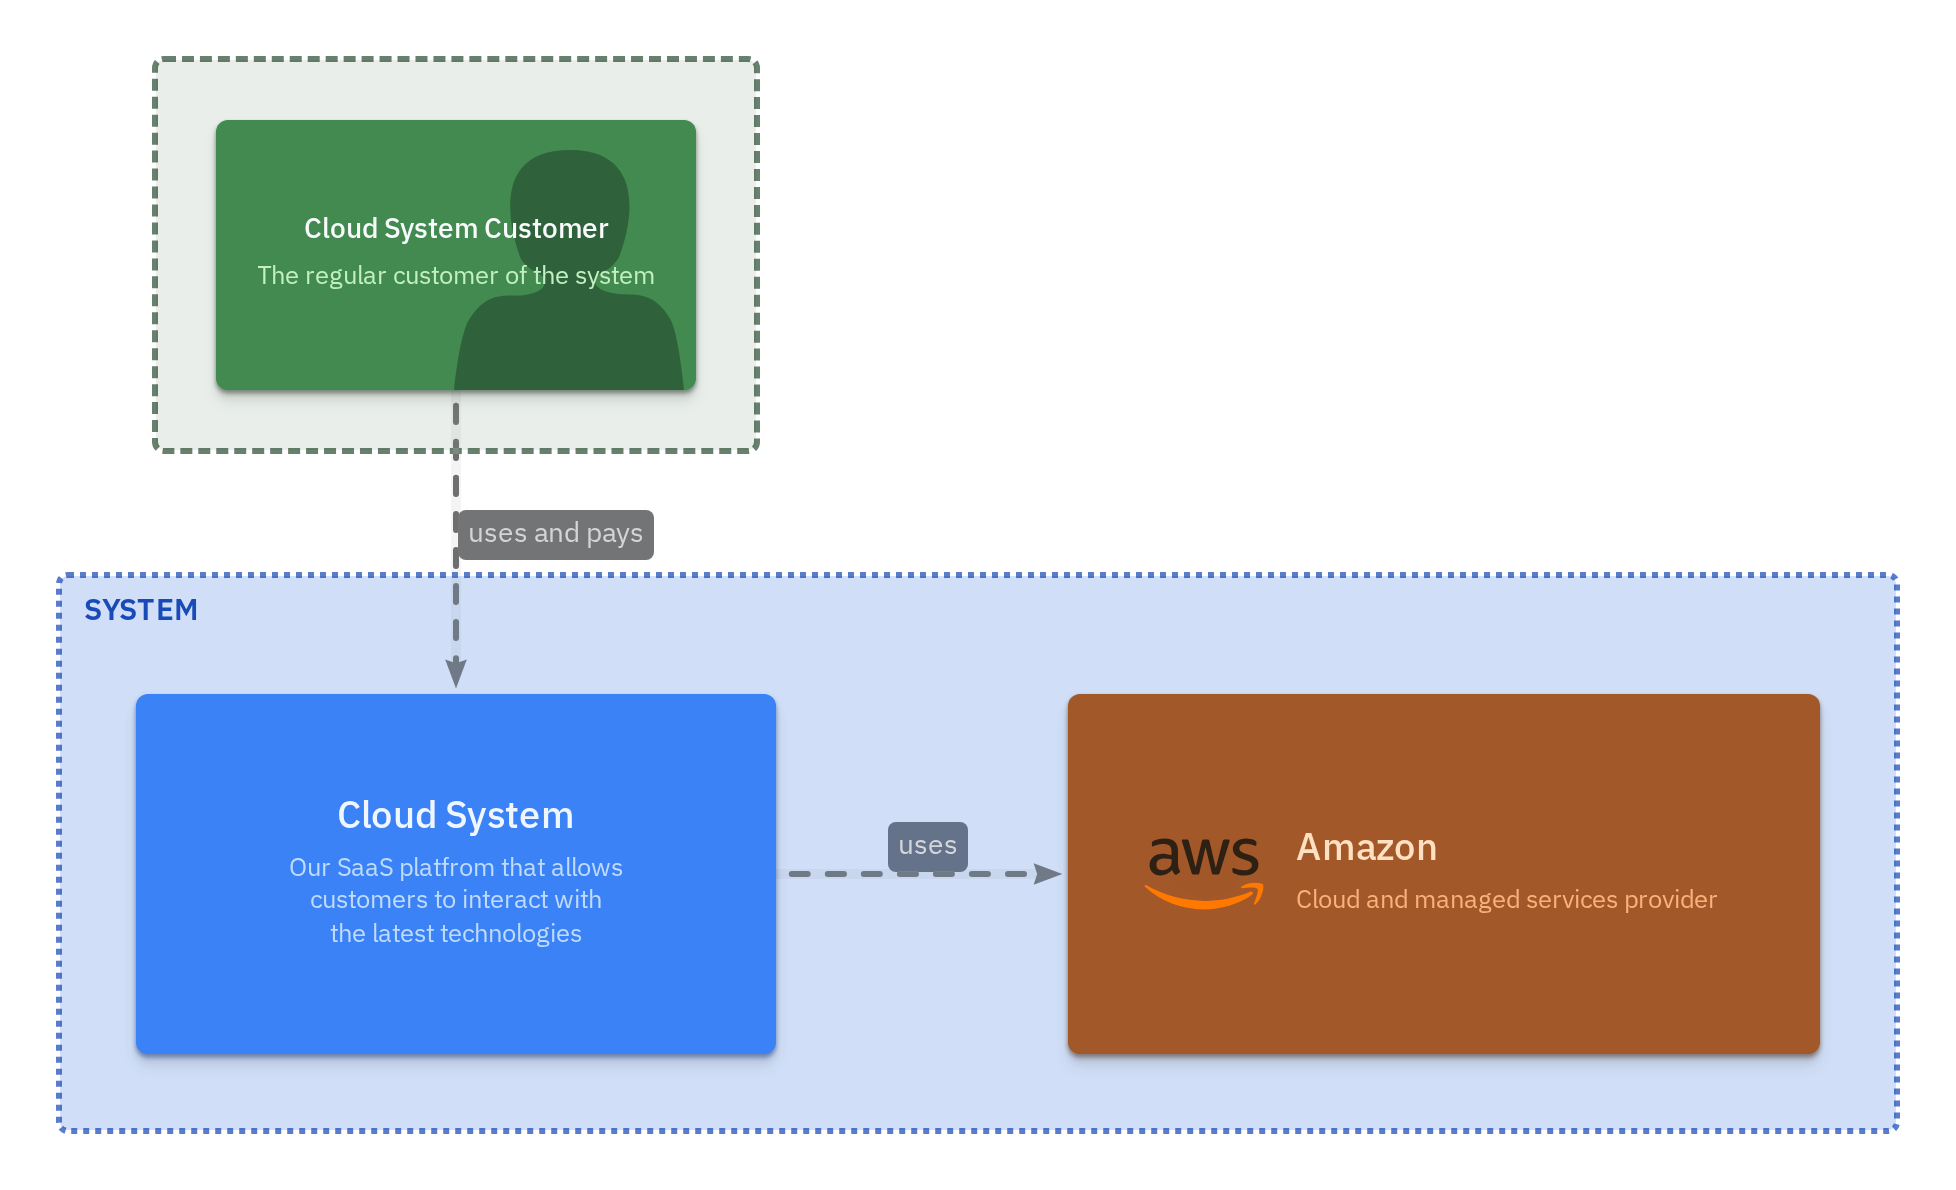 Cloud System Customer
The regular customer of the system
uses and pays
SYSTEM
Cloud System
Our SaaS platfrom that allows
customers to interact with
the latest technologies
uses
aws
Amazon
Cloud and managed services provider